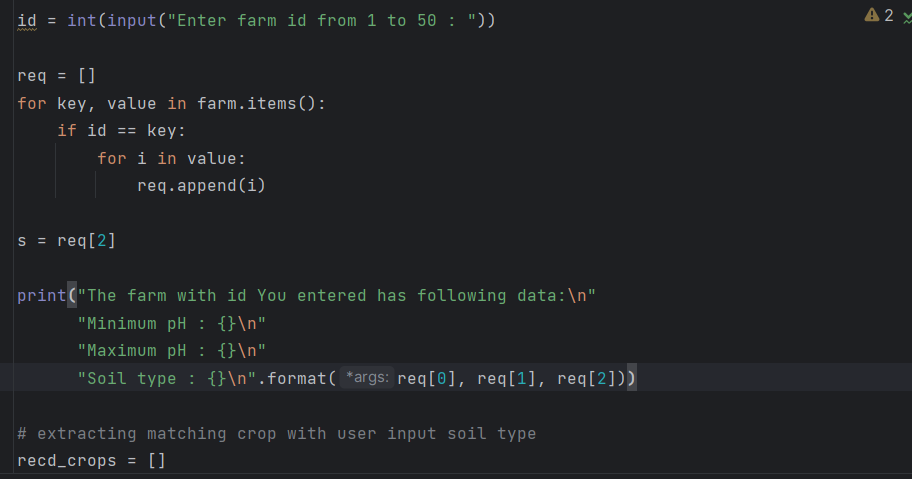 id = int(input("Enter farm id from 1 to 50 : "))
2
req = []
for key, value in farm.items():
    if id == key:
        for i in value:
            req.append(i)
s = req[2]
print("The farm with id You entered has following data:\n"
      "Minimum pH : {}\n"
      "Maximum pH : {}\n"
      "Soil type : {}\n".format( *args: req[0], req[1], req[2]))
# extracting matching crop with user input soil type
recd_crops = []